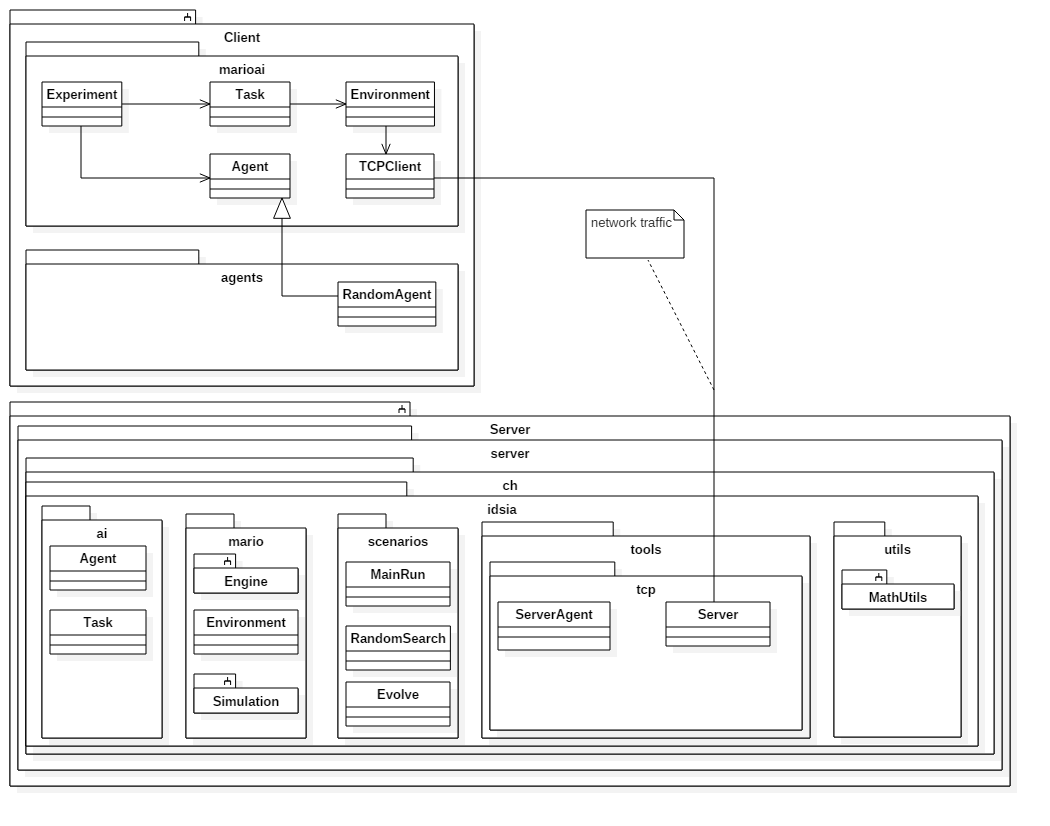 Client
marioai
Experiment
Task
Environment
Agent
TCPClient
network traffic
agents
RandomAgent
Server
server
ch
idsia
ai
Agent
Task
mario
Engine
Environment
Simulation
scenarios
MainRun
RandomSearch
Evolve
tools
tcp
ServerAgent
Server
utils
MathUtils